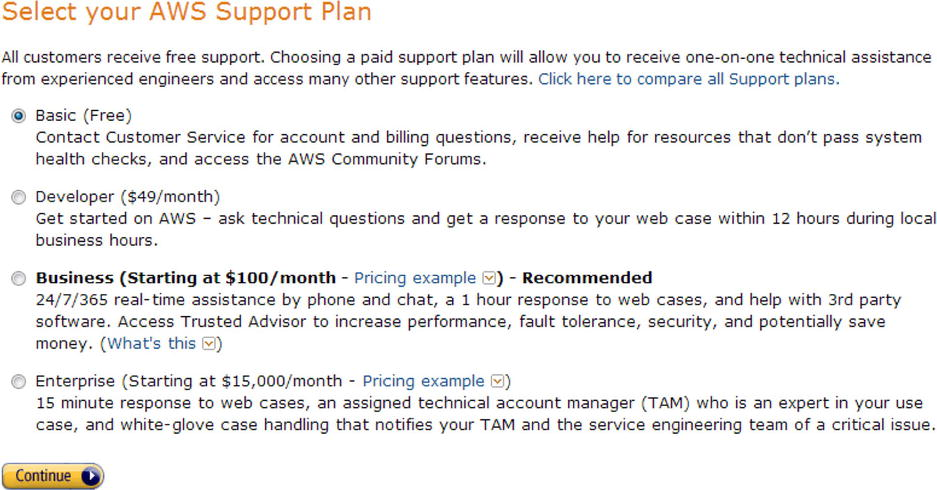 Select your AWS Support Plan
All customers receive free support. Choosing a paid support plan will allow you to receive one-on-one technical assistance
from experienced engineers and access many other support features. Click here to compare all Support plans.
Basic (Free)
Contact Customer Service for account and billing questions, receive help for resources that don't pass system
health checks, and access the AWS Community Forums.
Developer ($49/month)
Get started on AWS – ask technical questions and get a response to your web case within 12 hours during local
business hours.
Business (Starting at $100/month - Pricing example ) - Recommended
24/7/365 real-time assistance by phone and chat, a 1 hour response to web cases, and help with 3rd party
software. Access Trusted Advisor to increase performance, fault tolerance, security, and potentially save
money. (What's this )
Enterprise (Starting at $15,000/month - Pricing example )
15 minute response to web cases, an assigned technical account manager (TAM) who is an expert in your use
case, and white-glove case handling that notifies your TAM and the service engineering team of a critical issue.
Continue